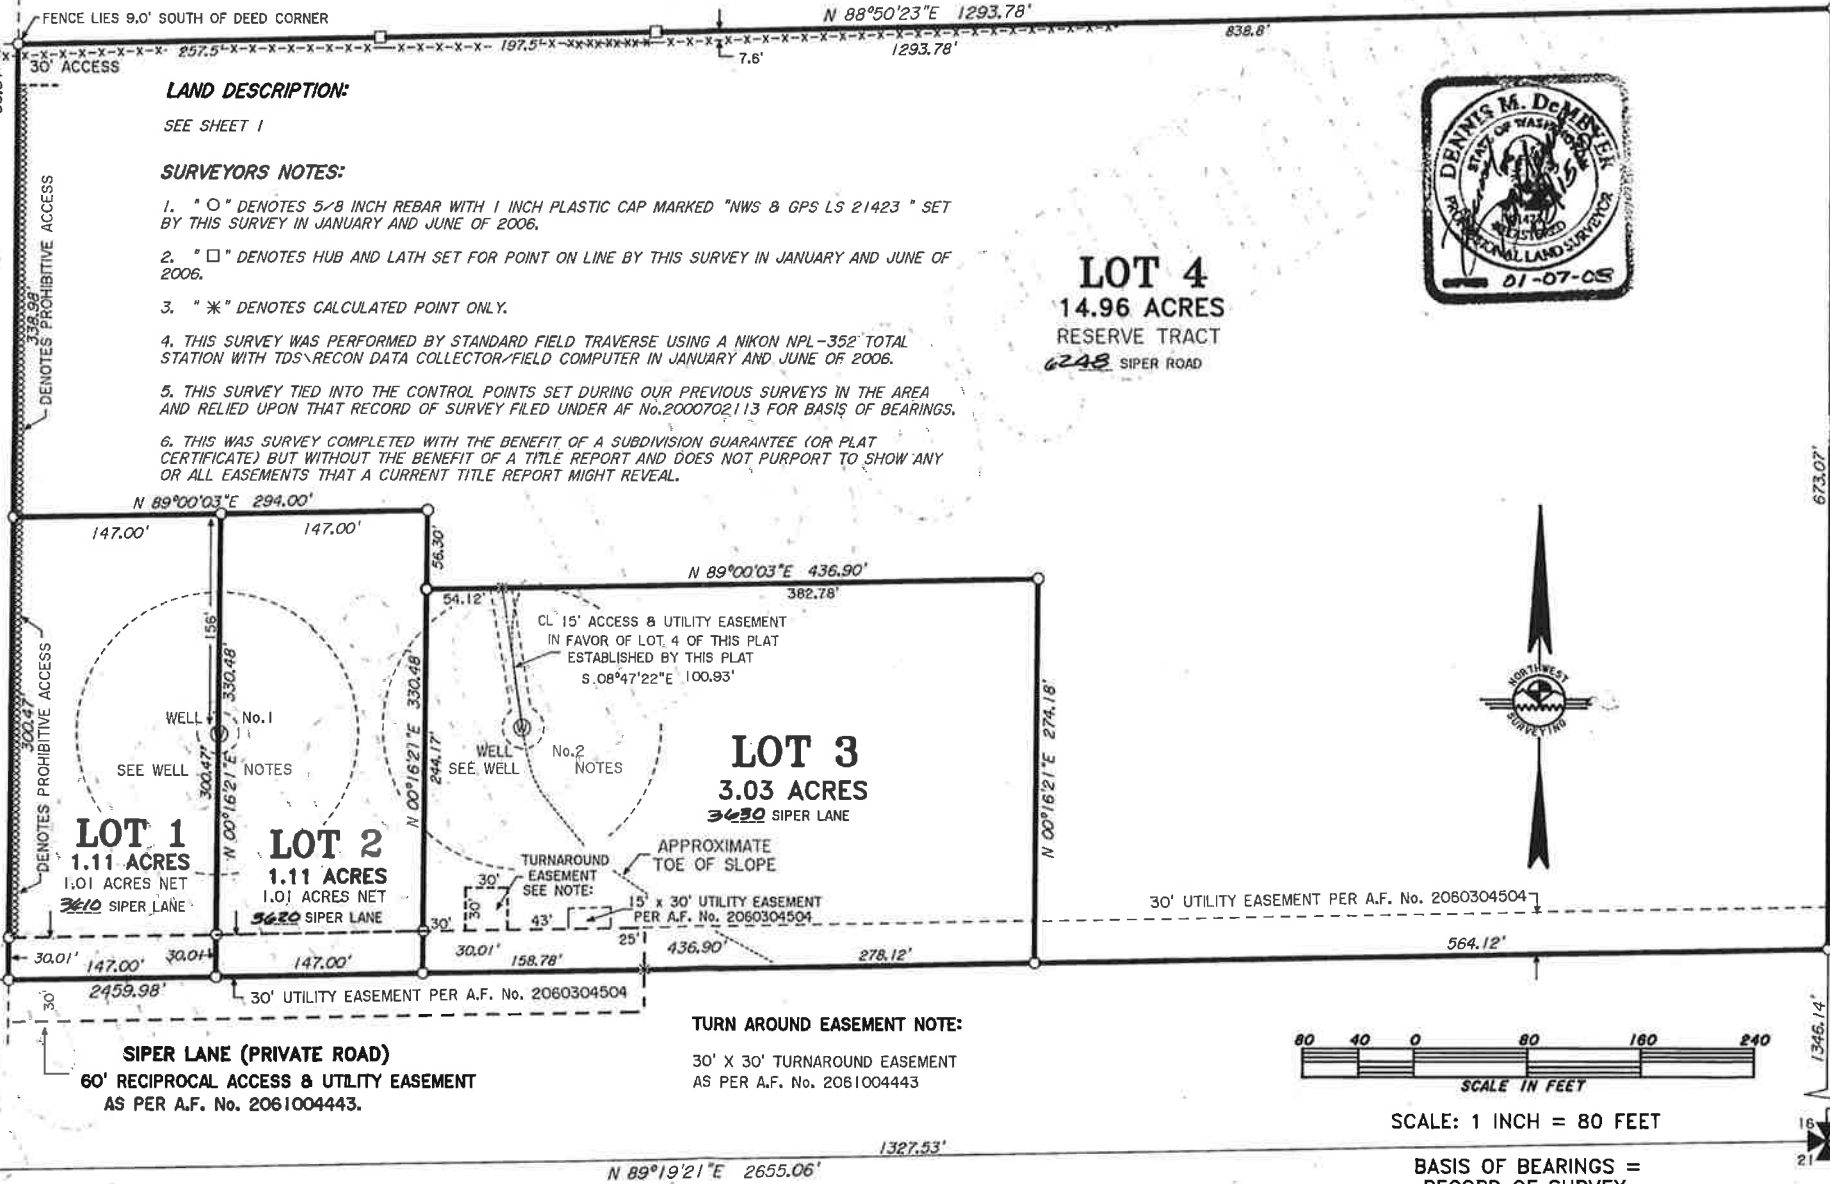 FENCE LIES 9.0' SOUTH OF DEED CORNER
N 88°50'23"E 1293.78'
257.5'
197.5'
7.6'
1293.78'
838.8'
30' ACCESS
LAND DESCRIPTION:
SEE SHEET 1
SURVEYORS NOTES:
1. " O " DENOTES 5/8 INCH REBAR WITH 1 INCH PLASTIC CAP MARKED "NWS & GPS LS 21423 " SET
BY THIS SURVEY IN JANUARY AND JUNE OF 2006.
2. " □ " DENOTES HUB AND LATH SET FOR POINT ON LINE BY THIS SURVEY IN JANUARY AND JUNE OF
2006.
3. " * " DENOTES CALCULATED POINT ONLY.
4. THIS SURVEY WAS PERFORMED BY STANDARD FIELD TRAVERSE USING A NIKON NPL-352 TOTAL
STATION WITH TDS\RECON DATA COLLECTOR/FIELD COMPUTER IN JANUARY AND JUNE OF 2006.
5. THIS SURVEY TIED INTO THE CONTROL POINTS SET DURING OUR PREVIOUS SURVEYS IN THE AREA
AND RELIED UPON THAT RECORD OF SURVEY FILED UNDER AF No.2000702113 FOR BASIS OF BEARINGS.
6. THIS WAS SURVEY COMPLETED WITH THE BENEFIT OF A SUBDIVISION GUARANTEE (OR PLAT
CERTIFICATE) BUT WITHOUT THE BENEFIT OF A TITLE REPORT AND DOES NOT PURPORT TO SHOW ANY
OR ALL EASEMENTS THAT A CURRENT TITLE REPORT MIGHT REVEAL.
338.98'
DENOTES PROHIBITIVE ACCESS
DENNIS M. DeMEYER
STATE OF WASHINGTON
REGISTERED
PROFESSIONAL LAND SURVEYOR
01-07-08
LOT 4
14.96 ACRES
RESERVE TRACT
6248 SIPER ROAD
673.07'
N 89°00'03"E 294.00'
147.00'
147.00'
56.30'
N 89°00'03"E 436.90'
54.12'
382.78'
CL 15' ACCESS & UTILITY EASEMENT
IN FAVOR OF LOT 4 OF THIS PLAT
ESTABLISHED BY THIS PLAT
S.08°47'22"E 100.93'
156'
330.48'
N 00°16'21"E
300.47'
N 00°16'21"E 330.48'
244.17'
N 00°16'21"E 274.18'
300.47'
DENOTES PROHIBITIVE ACCESS
WELL No.1
SEE WELL NOTES
WELL No.2
SEE WELL NOTES
NORTHWEST
SURVEYING
LOT 1
1.11 ACRES
1.01 ACRES NET
3610 SIPER LANE
LOT 2
1.11 ACRES
1.01 ACRES NET
3620 SIPER LANE
LOT 3
3.03 ACRES
3630 SIPER LANE
APPROXIMATE
TOE OF SLOPE
TURNAROUND
EASEMENT
SEE NOTE:
30'
30'
43'
15' x 30' UTILITY EASEMENT
PER A.F. No. 2060304504
30' UTILITY EASEMENT PER A.F. No. 2060304504
30'
25'
30.01'
147.00'
30.01'
147.00'
30.01'
158.78'
436.90'
278.12'
564.12'
2459.98'
30' UTILITY EASEMENT PER A.F. No. 2060304504
30'
SIPER LANE (PRIVATE ROAD)
60' RECIPROCAL ACCESS & UTILITY EASEMENT
AS PER A.F. No. 2061004443.
TURN AROUND EASEMENT NOTE:
30' X 30' TURNAROUND EASEMENT
AS PER A.F. No. 2061004443
80 40 0 80 160 240
SCALE IN FEET
SCALE: 1 INCH = 80 FEET
1346.14'
1327.53'
N 89°19'21"E 2655.06'
16
21
BASIS OF BEARINGS =
RECORD OF SURVEY